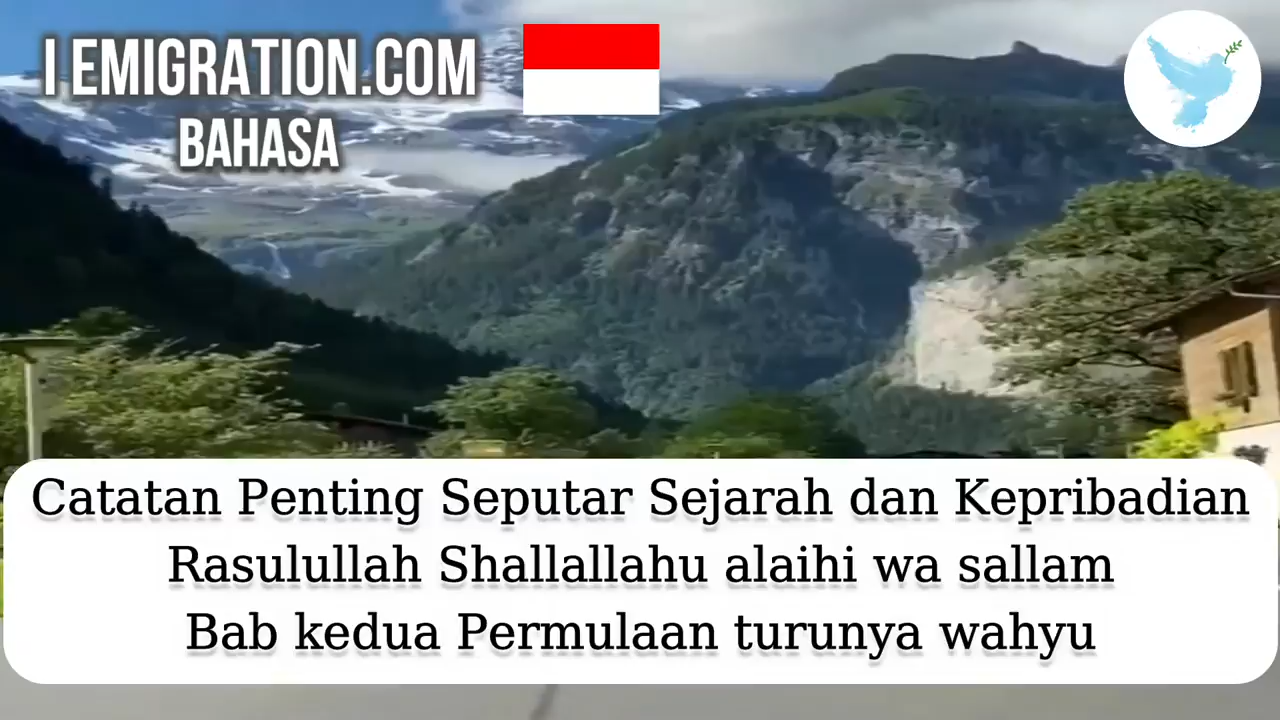 I EMIGRATION.COM
BAHASA
Catatan Penting Seputar Sejarah dan Kepribadian
Rasulullah Shallallahu alaihi wa sallam
Bab kedua Permulaan turunya wahyu